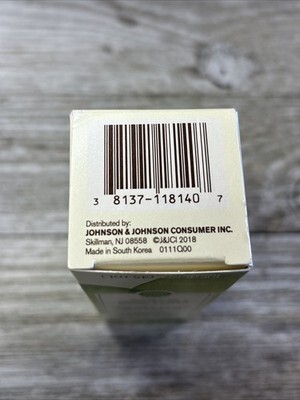 3 8137-118140 7
Distributed by:
JOHNSON & JOHNSON CONSUMER INC.
Skillman, NJ 08558 ©J&JCI 2018
Made in South Korea 0111Q00